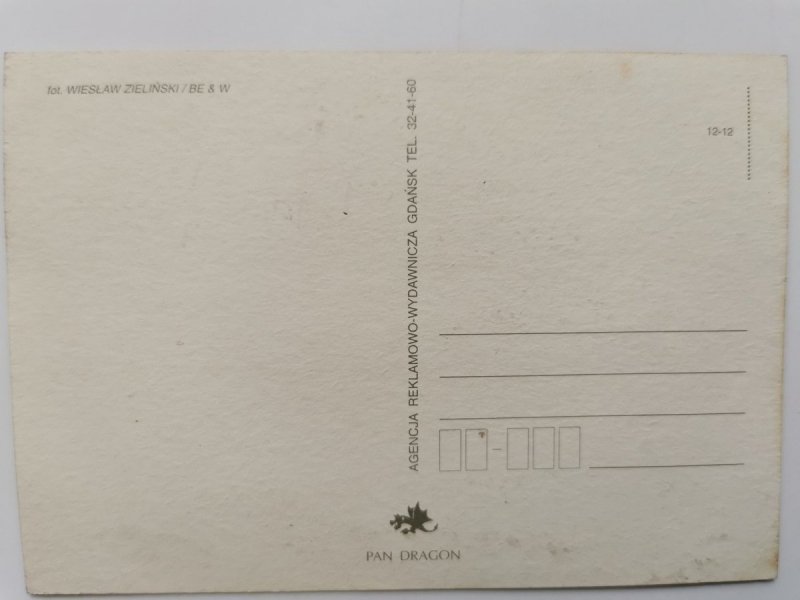 fot. WIESŁAW ZIELIŃSKI / BE & W
AGENCJA REKLAMOWO-WYDAWNICZA GDAŃSK TEL. 32-41-60
12-12
–
PAN DRAGON